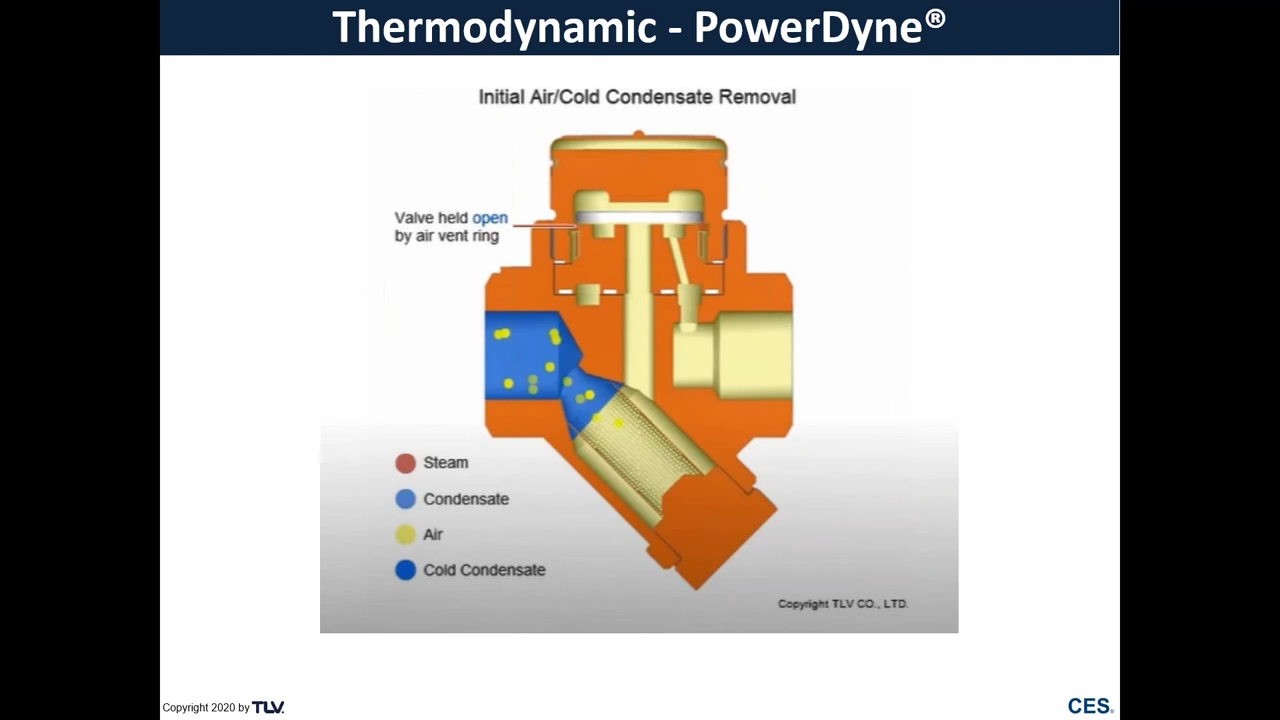 Thermodynamic - PowerDyne®
Initial Air/Cold Condensate Removal
Valve held open
by air vent ring
Steam
Condensate
Air
Cold Condensate
Copyright TLV CO., LTD.
Copyright 2020 by TLV.
CES®